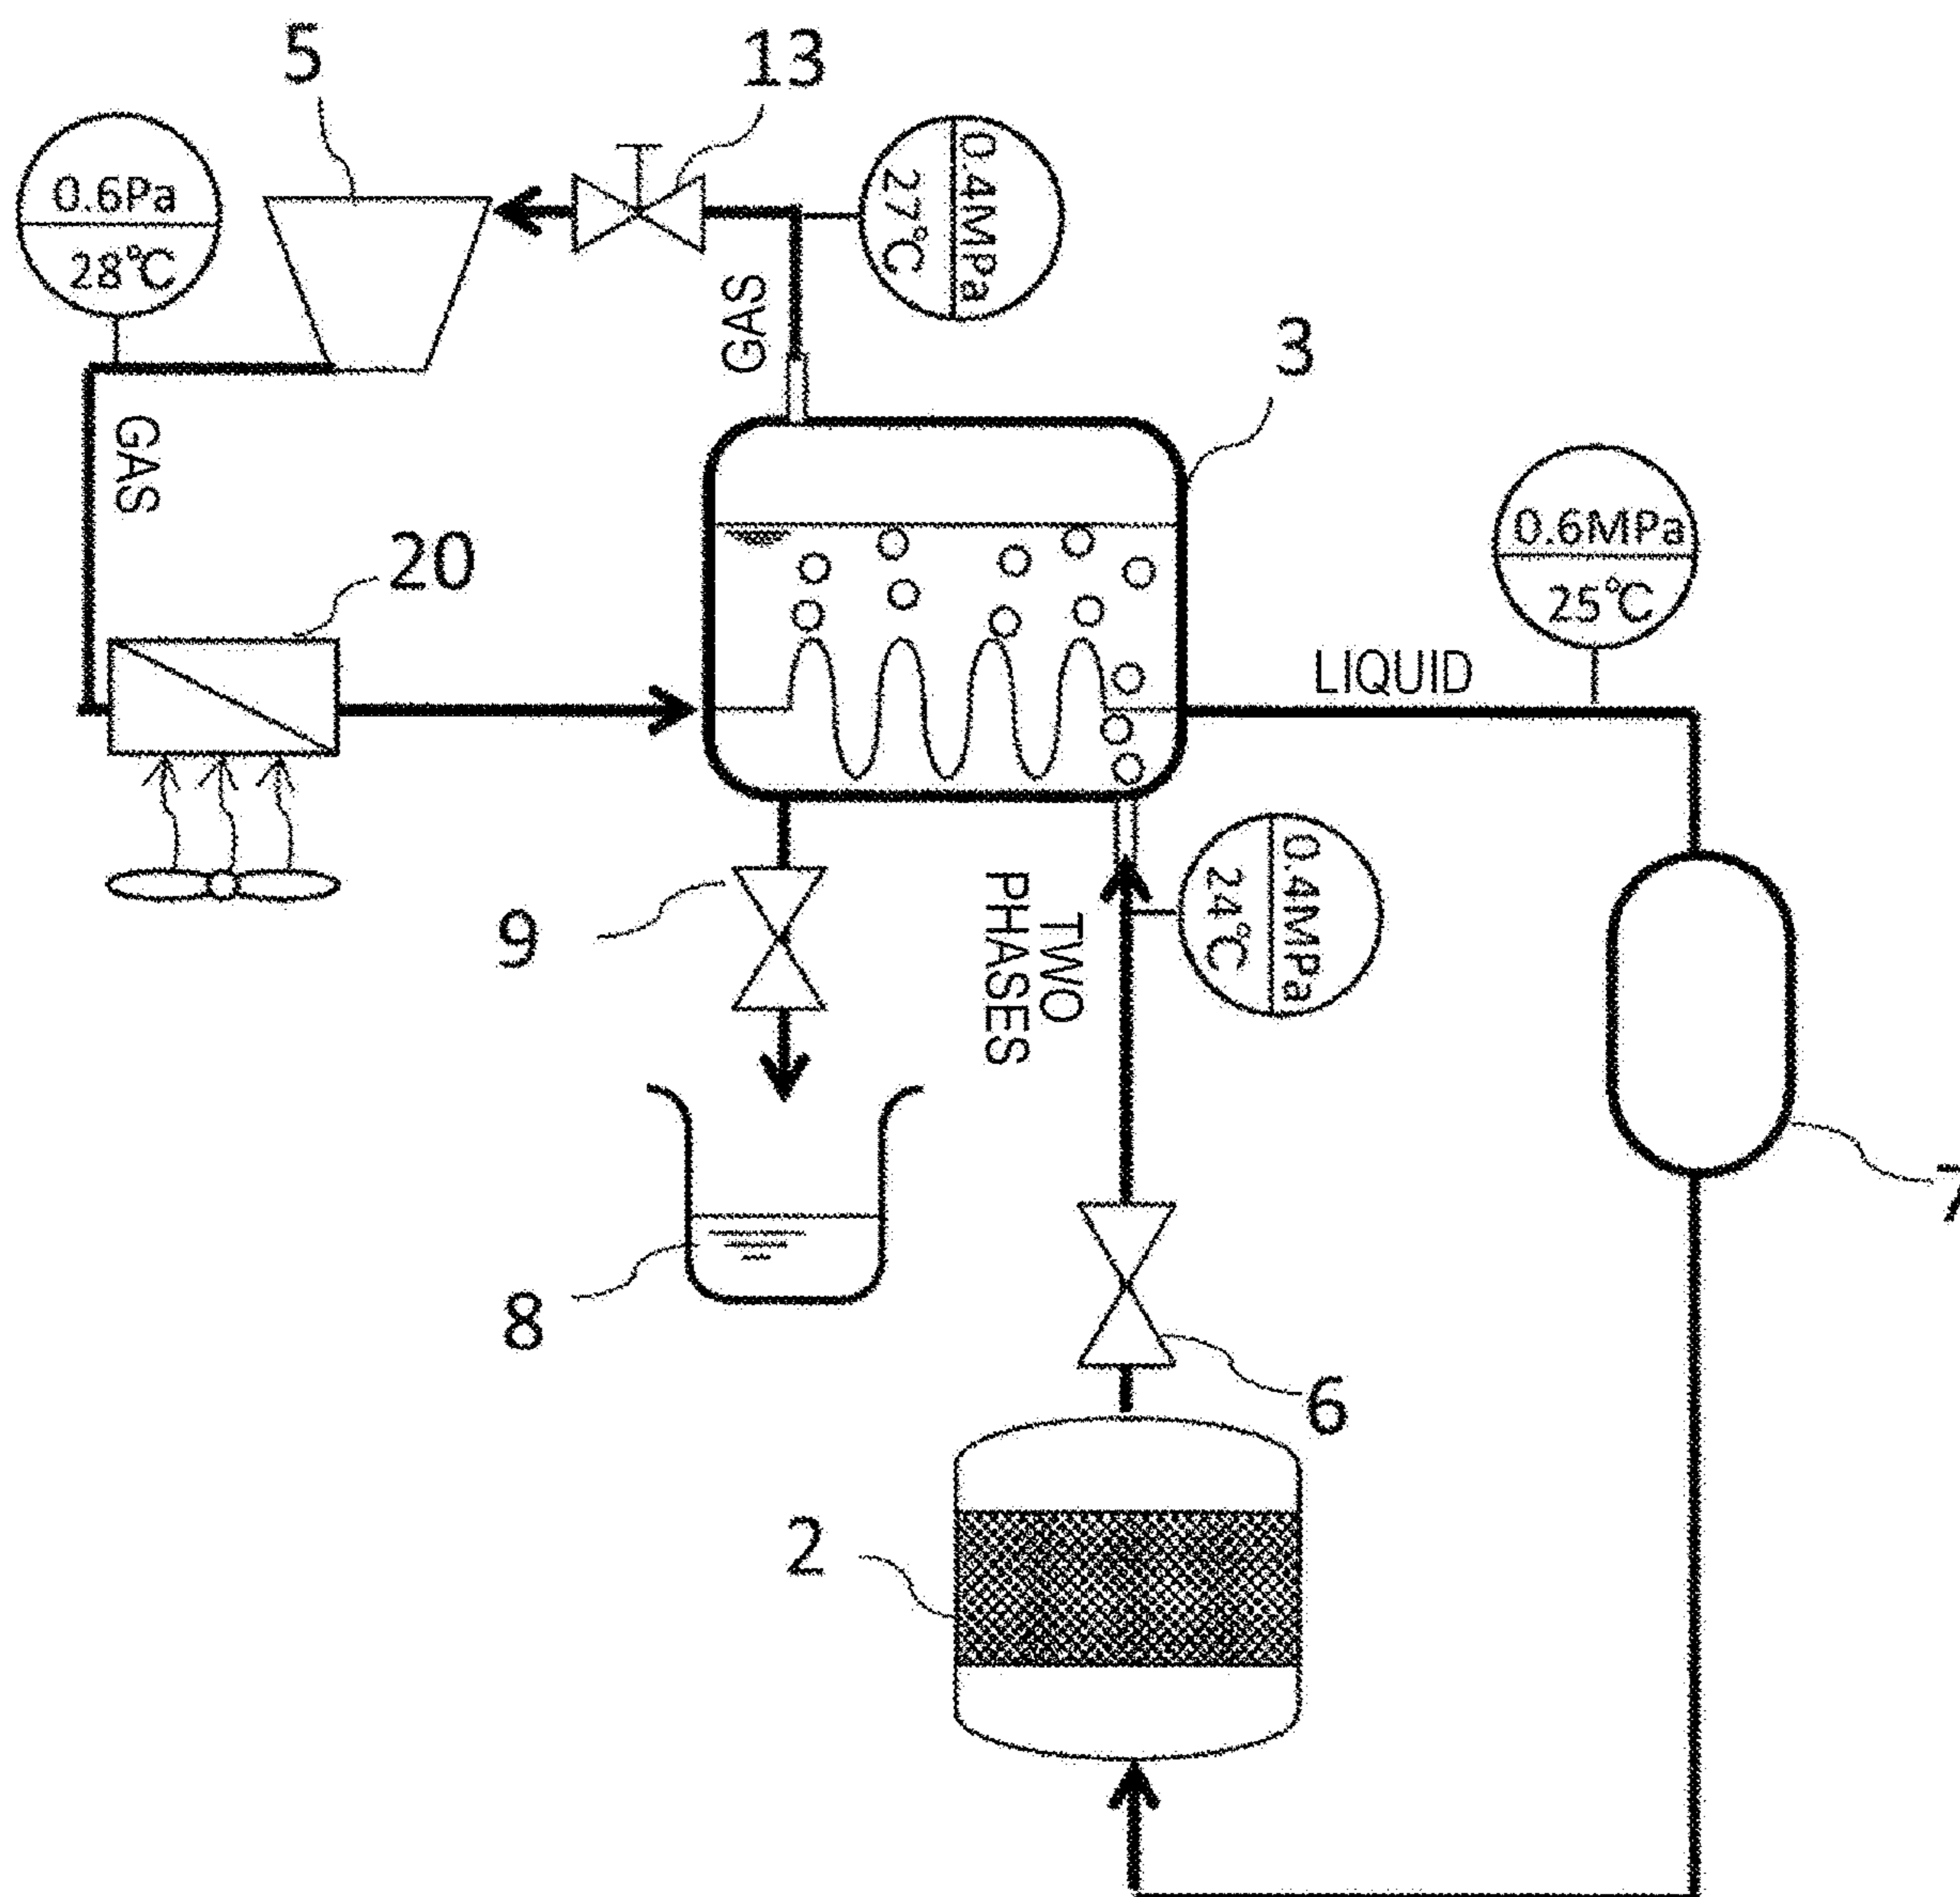 5
13
0.6Pa
28℃
0.4MPa
27℃
GAS
3
GAS
0.6MPa
25℃
20
LIQUID
0.4MPa
24℃
9
TWO
PHASES
7
8
6
2